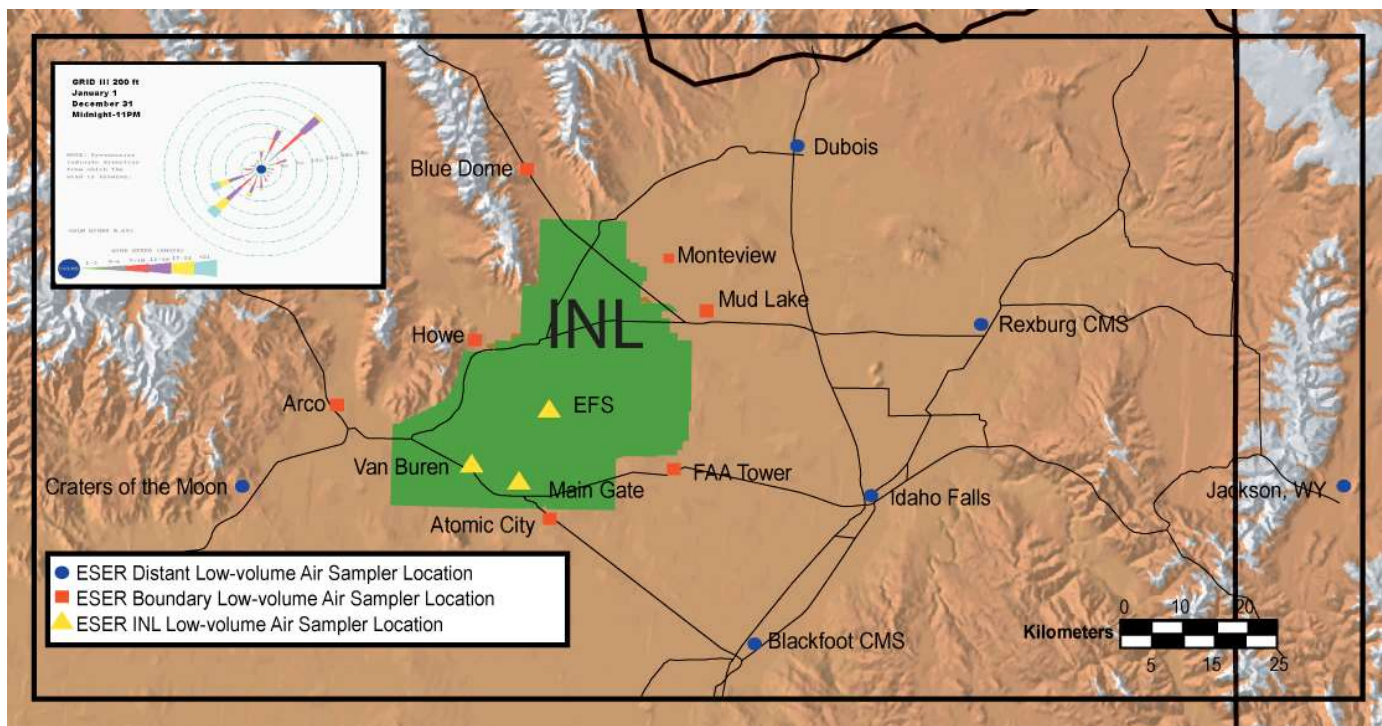 GRID III 200 ft
January 1
December 31
Midnight-11PM
Dubois
Blue Dome
Monteview
Mud Lake
INL
Howe
Rexburg CMS
Arco
EFS
Van Buren
FAA Tower
Craters of the Moon
Main Gate
Idaho Falls
Jackson, WY
Atomic City
ESER Distant Low-volume Air Sampler Location
ESER Boundary Low-volume Air Sampler Location
ESER INL Low-volume Air Sampler Location
Blackfoot CMS
0 10 20
Kilometers
5 15 25